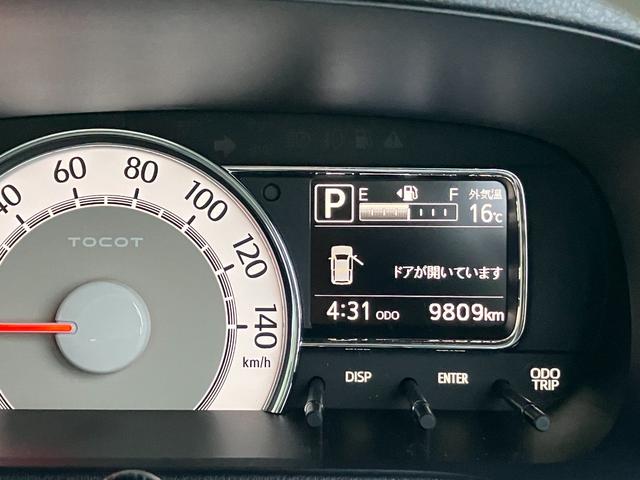 40
60
80
100
120
140
km/h
TOCOT
P E F 外気温
16℃
ドアが開いています
4:31 ODO 9809km
DISP
ENTER
ODO
TRIP